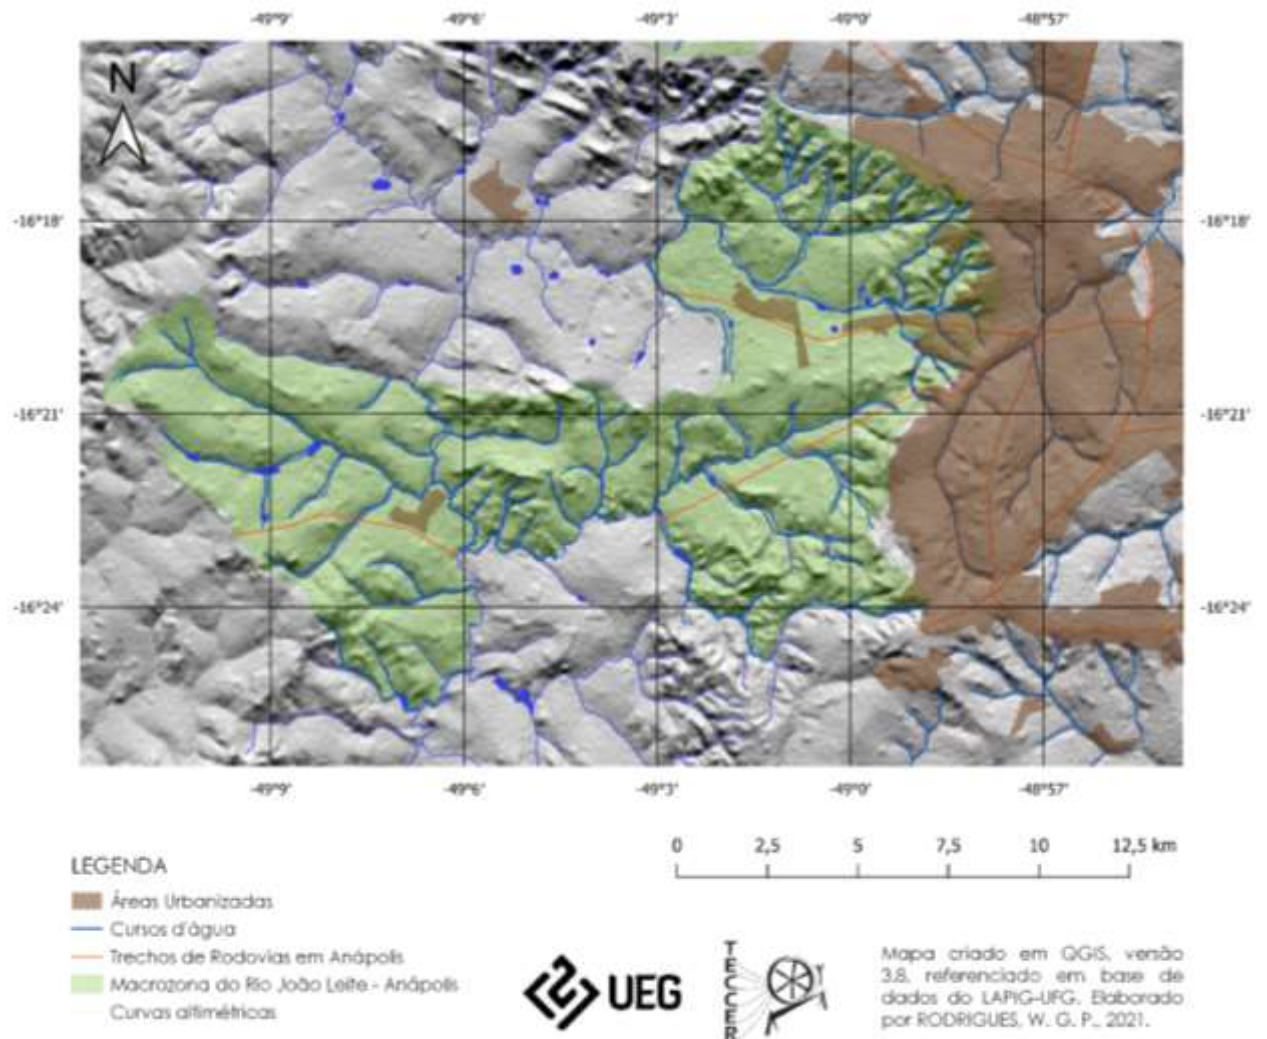 -49°9' -49°6' -49°3' -49°0' -48°57'
N
-16°18' -16°18'
-16°21' -16°21'
-16°24' -16°24'
-49°9' -49°6' -49°3' -49°0' -48°57'
0 2,5 5 7,5 10 12,5 km
LEGENDA
Áreas Urbanizadas
Cursos d'água
Trechos de Rodovias em Anápolis
Macrozona do Rio João Leite - Anápolis
Curvas altimétricas
UEG
TECCER
Mapa criado em QGIS, versão
3.8, referenciado em base de
dados do LAPIG-UFG. Elaborado
por RODRIGUES, W. G. P., 2021.